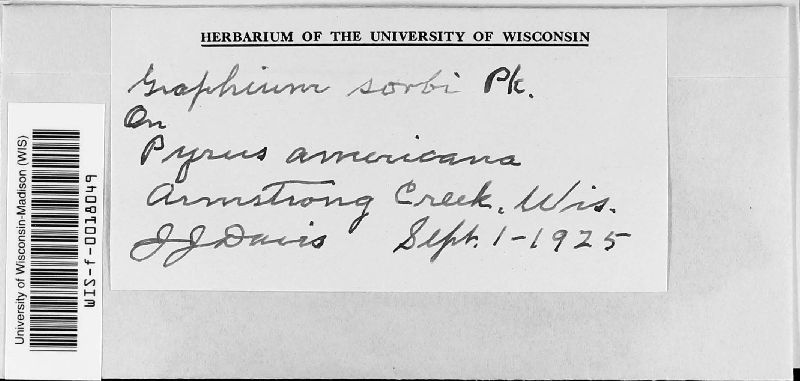 HERBARIUM OF THE UNIVERSITY OF WISCONSIN
Graphium sorbi Pk.
On
Pyrus americana
Armstrong Creek, Wis.
JJDavis Sept. 1-1925
University of Wisconsin-Madison (WIS)
WIS-f-0018049